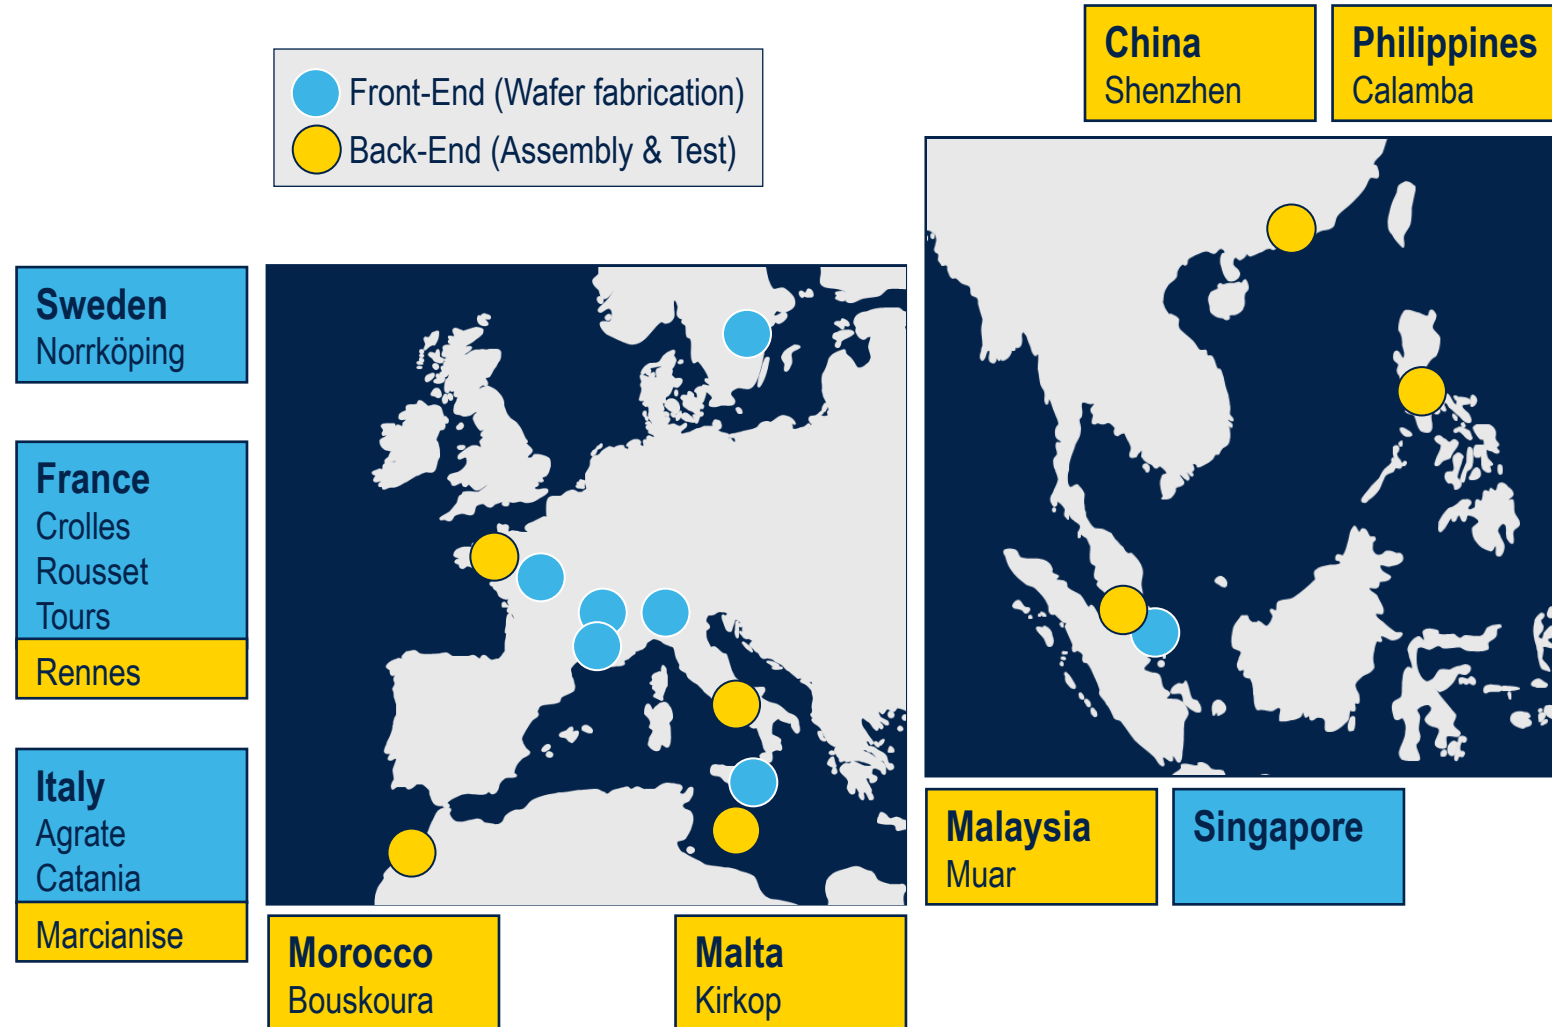 Front-End (Wafer fabrication)
Back-End (Assembly & Test)
China
Shenzhen
Philippines
Calamba
Sweden
Norrköping
France
Crolles
Rousset
Tours
Rennes
Italy
Agrate
Catania
Marcianise
Morocco
Bouskoura
Malta
Kirkop
Malaysia
Muar
Singapore